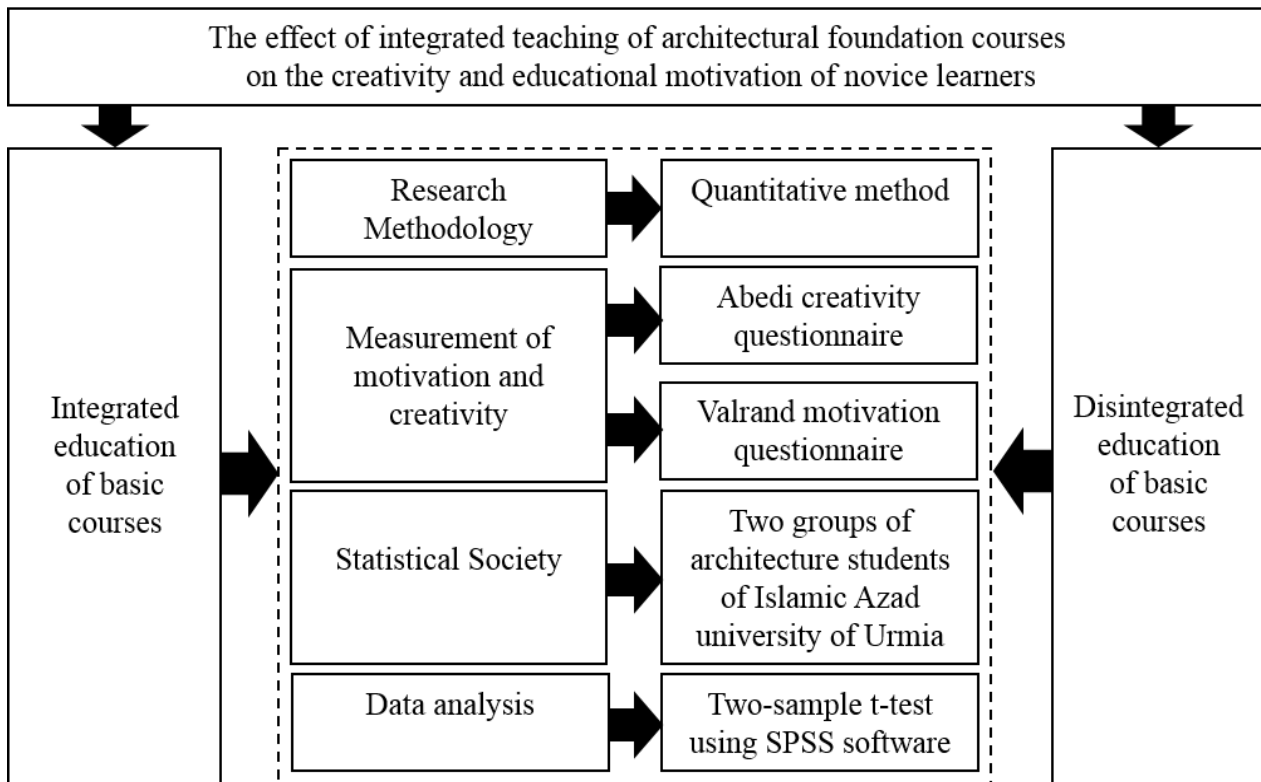 The effect of integrated teaching of architectural foundation courses
on the creativity and educational motivation of novice learners
Integrated
education
of basic
courses
Research
Methodology
Quantitative method
Measurement of
motivation and
creativity
Abedi creativity
questionnaire
Valrand motivation
questionnaire
Statistical Society
Two groups of
architecture students
of Islamic Azad
university of Urmia
Data analysis
Two-sample t-test
using SPSS software
Disintegrated
education
of basic
courses